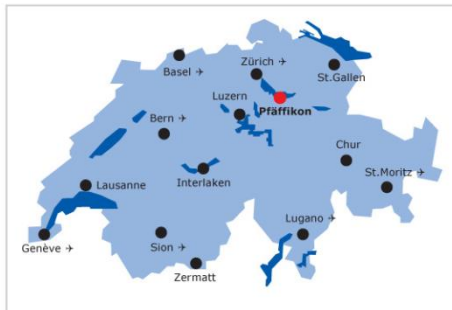 Zürich ✈
Basel ✈
St.Gallen
Luzern
Pfäffikon
Bern ✈
Chur
St.Moritz ✈
Interlaken
Lausanne
Lugano ✈
Genève ✈
Sion ✈
Zermatt